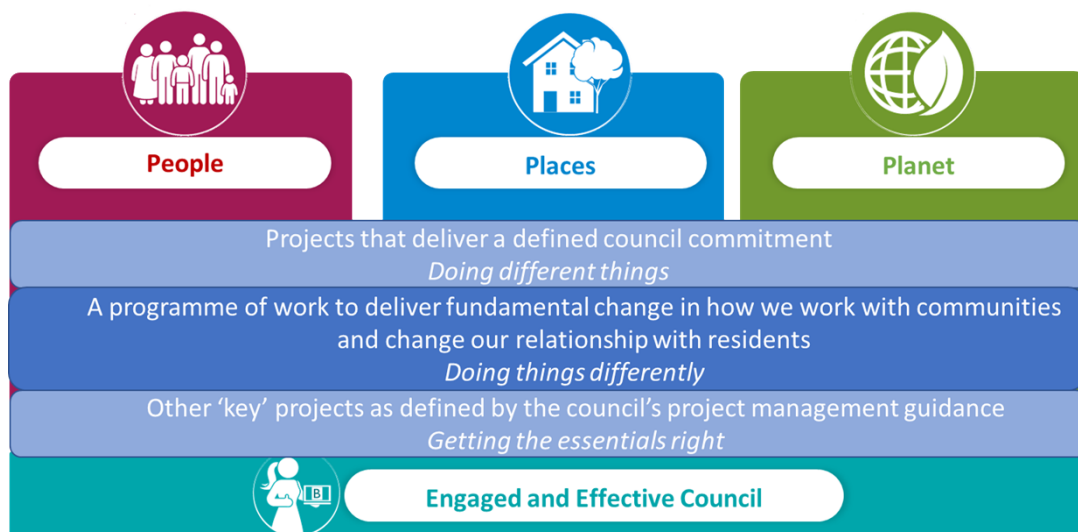 People
Places
Planet
Projects that deliver a defined council commitment
Doing different things
A programme of work to deliver fundamental change in how we work with communities
and change our relationship with residents
Doing things differently
Other ‘key’ projects as defined by the council’s project management guidance
Getting the essentials right
B
Engaged and Effective Council